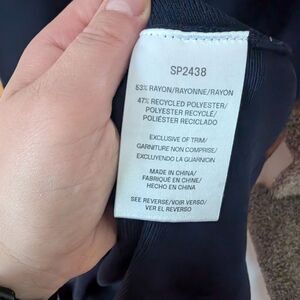 SP2438
53% RAYON/RAYONNE/RAYON
47% RECYCLED POLYESTER/
POLYESTER RECYCLÉ/
POLIÉSTER RECICLADO
EXCLUSIVE OF TRIM/
GARNITURE NON COMPRISE/
EXCLUYENDO LA GUARNICIN
MADE IN CHINA/
FABRIQUÉ EN CHINE/
HECHO EN CHINA
SEE REVERSE/VOIR VERSO/
VER EL REVERSO